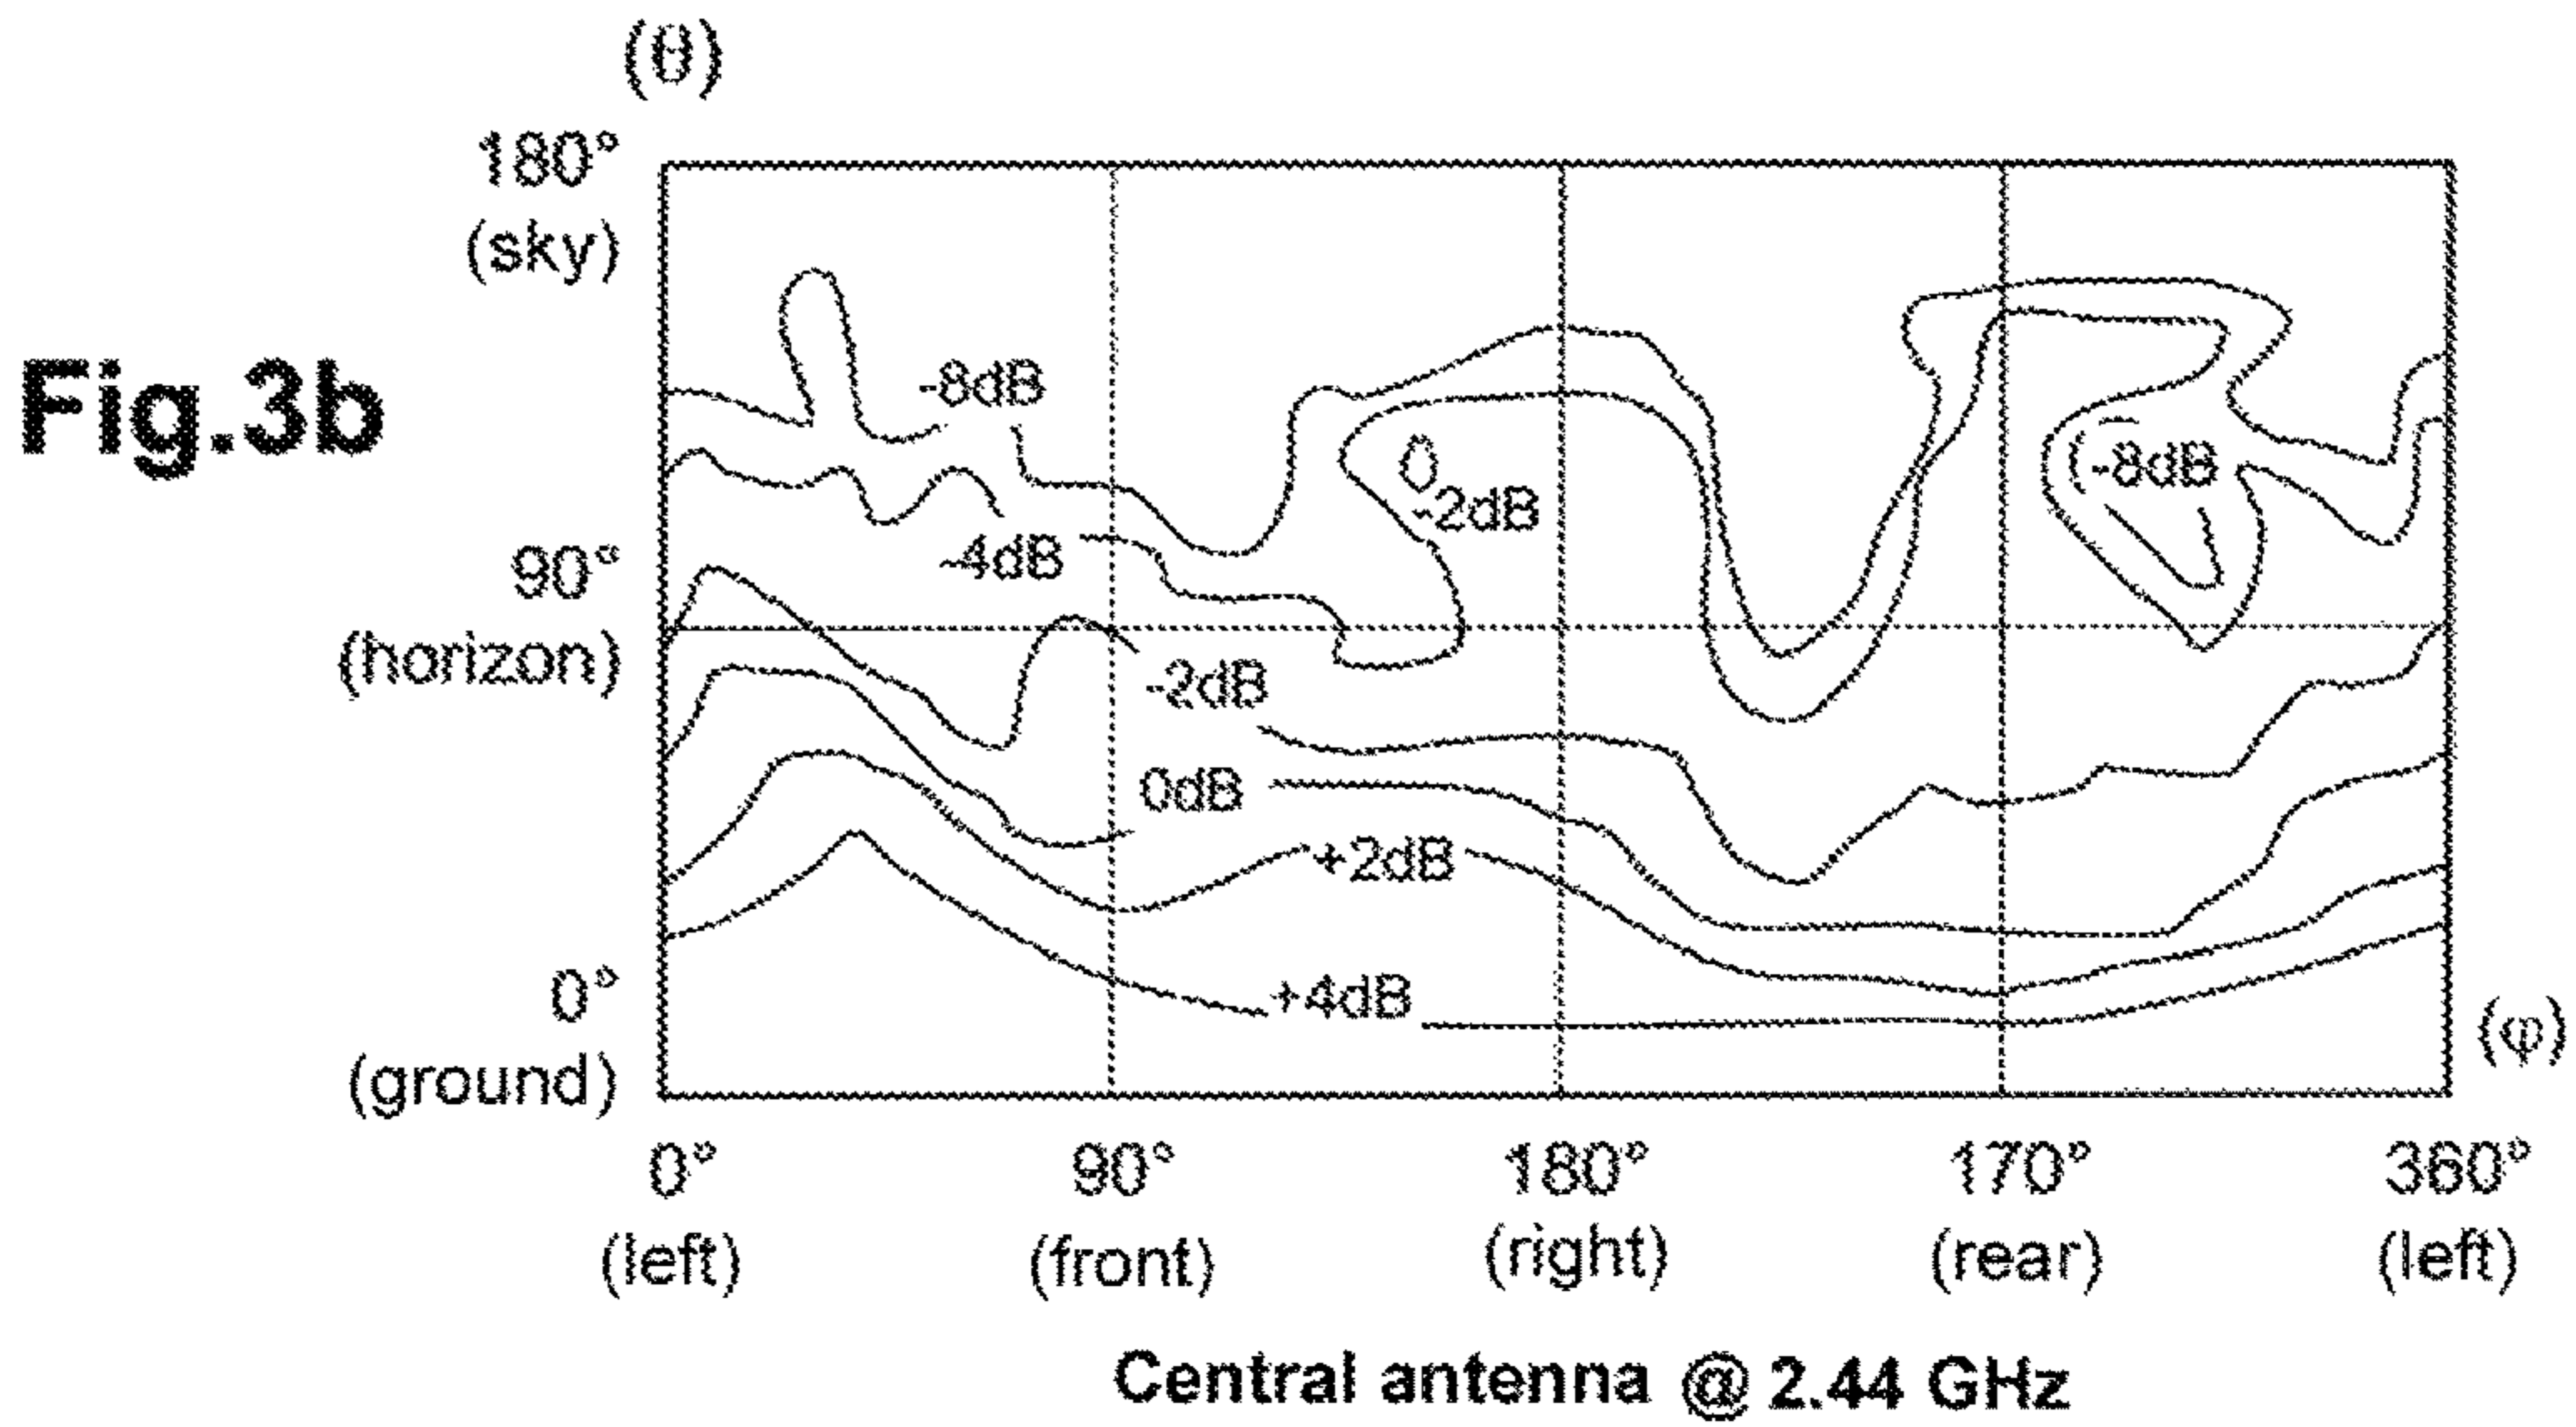 (θ)
180°
(sky)
Fig.3b
-8dB
-8dB
-2dB
-4dB
90°
(horizon)
-2dB
0dB
+2dB
0°
(ground)
+4dB
(φ)
0°
90°
180°
170°
360°
(left)
(front)
(right)
(rear)
(left)
Central antenna @ 2.44 GHz